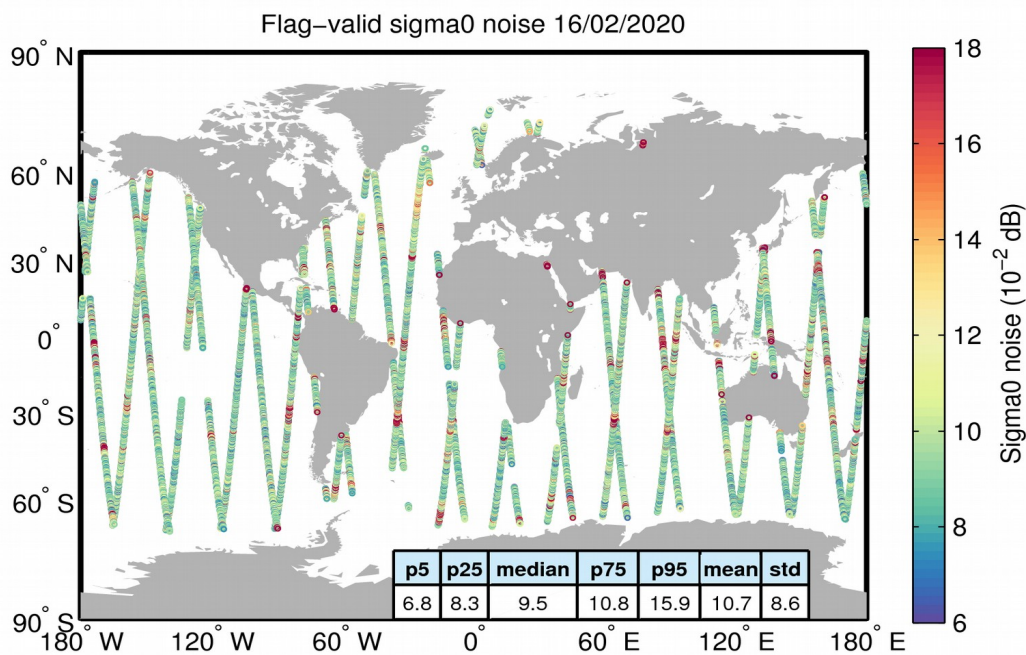 Flag−valid sigma0 noise 16/02/2020
90° N
60° N
30° N
0°
30° S
60° S
90° S
180° W 120° W 60° W 0° 60° E 120° E 180° E
p5 p25 median p75 p95 mean std
6.8 8.3 9.5 10.8 15.9 10.7 8.6
18
16
14
12
10
8
6
Sigma0 noise (10⁻² dB)